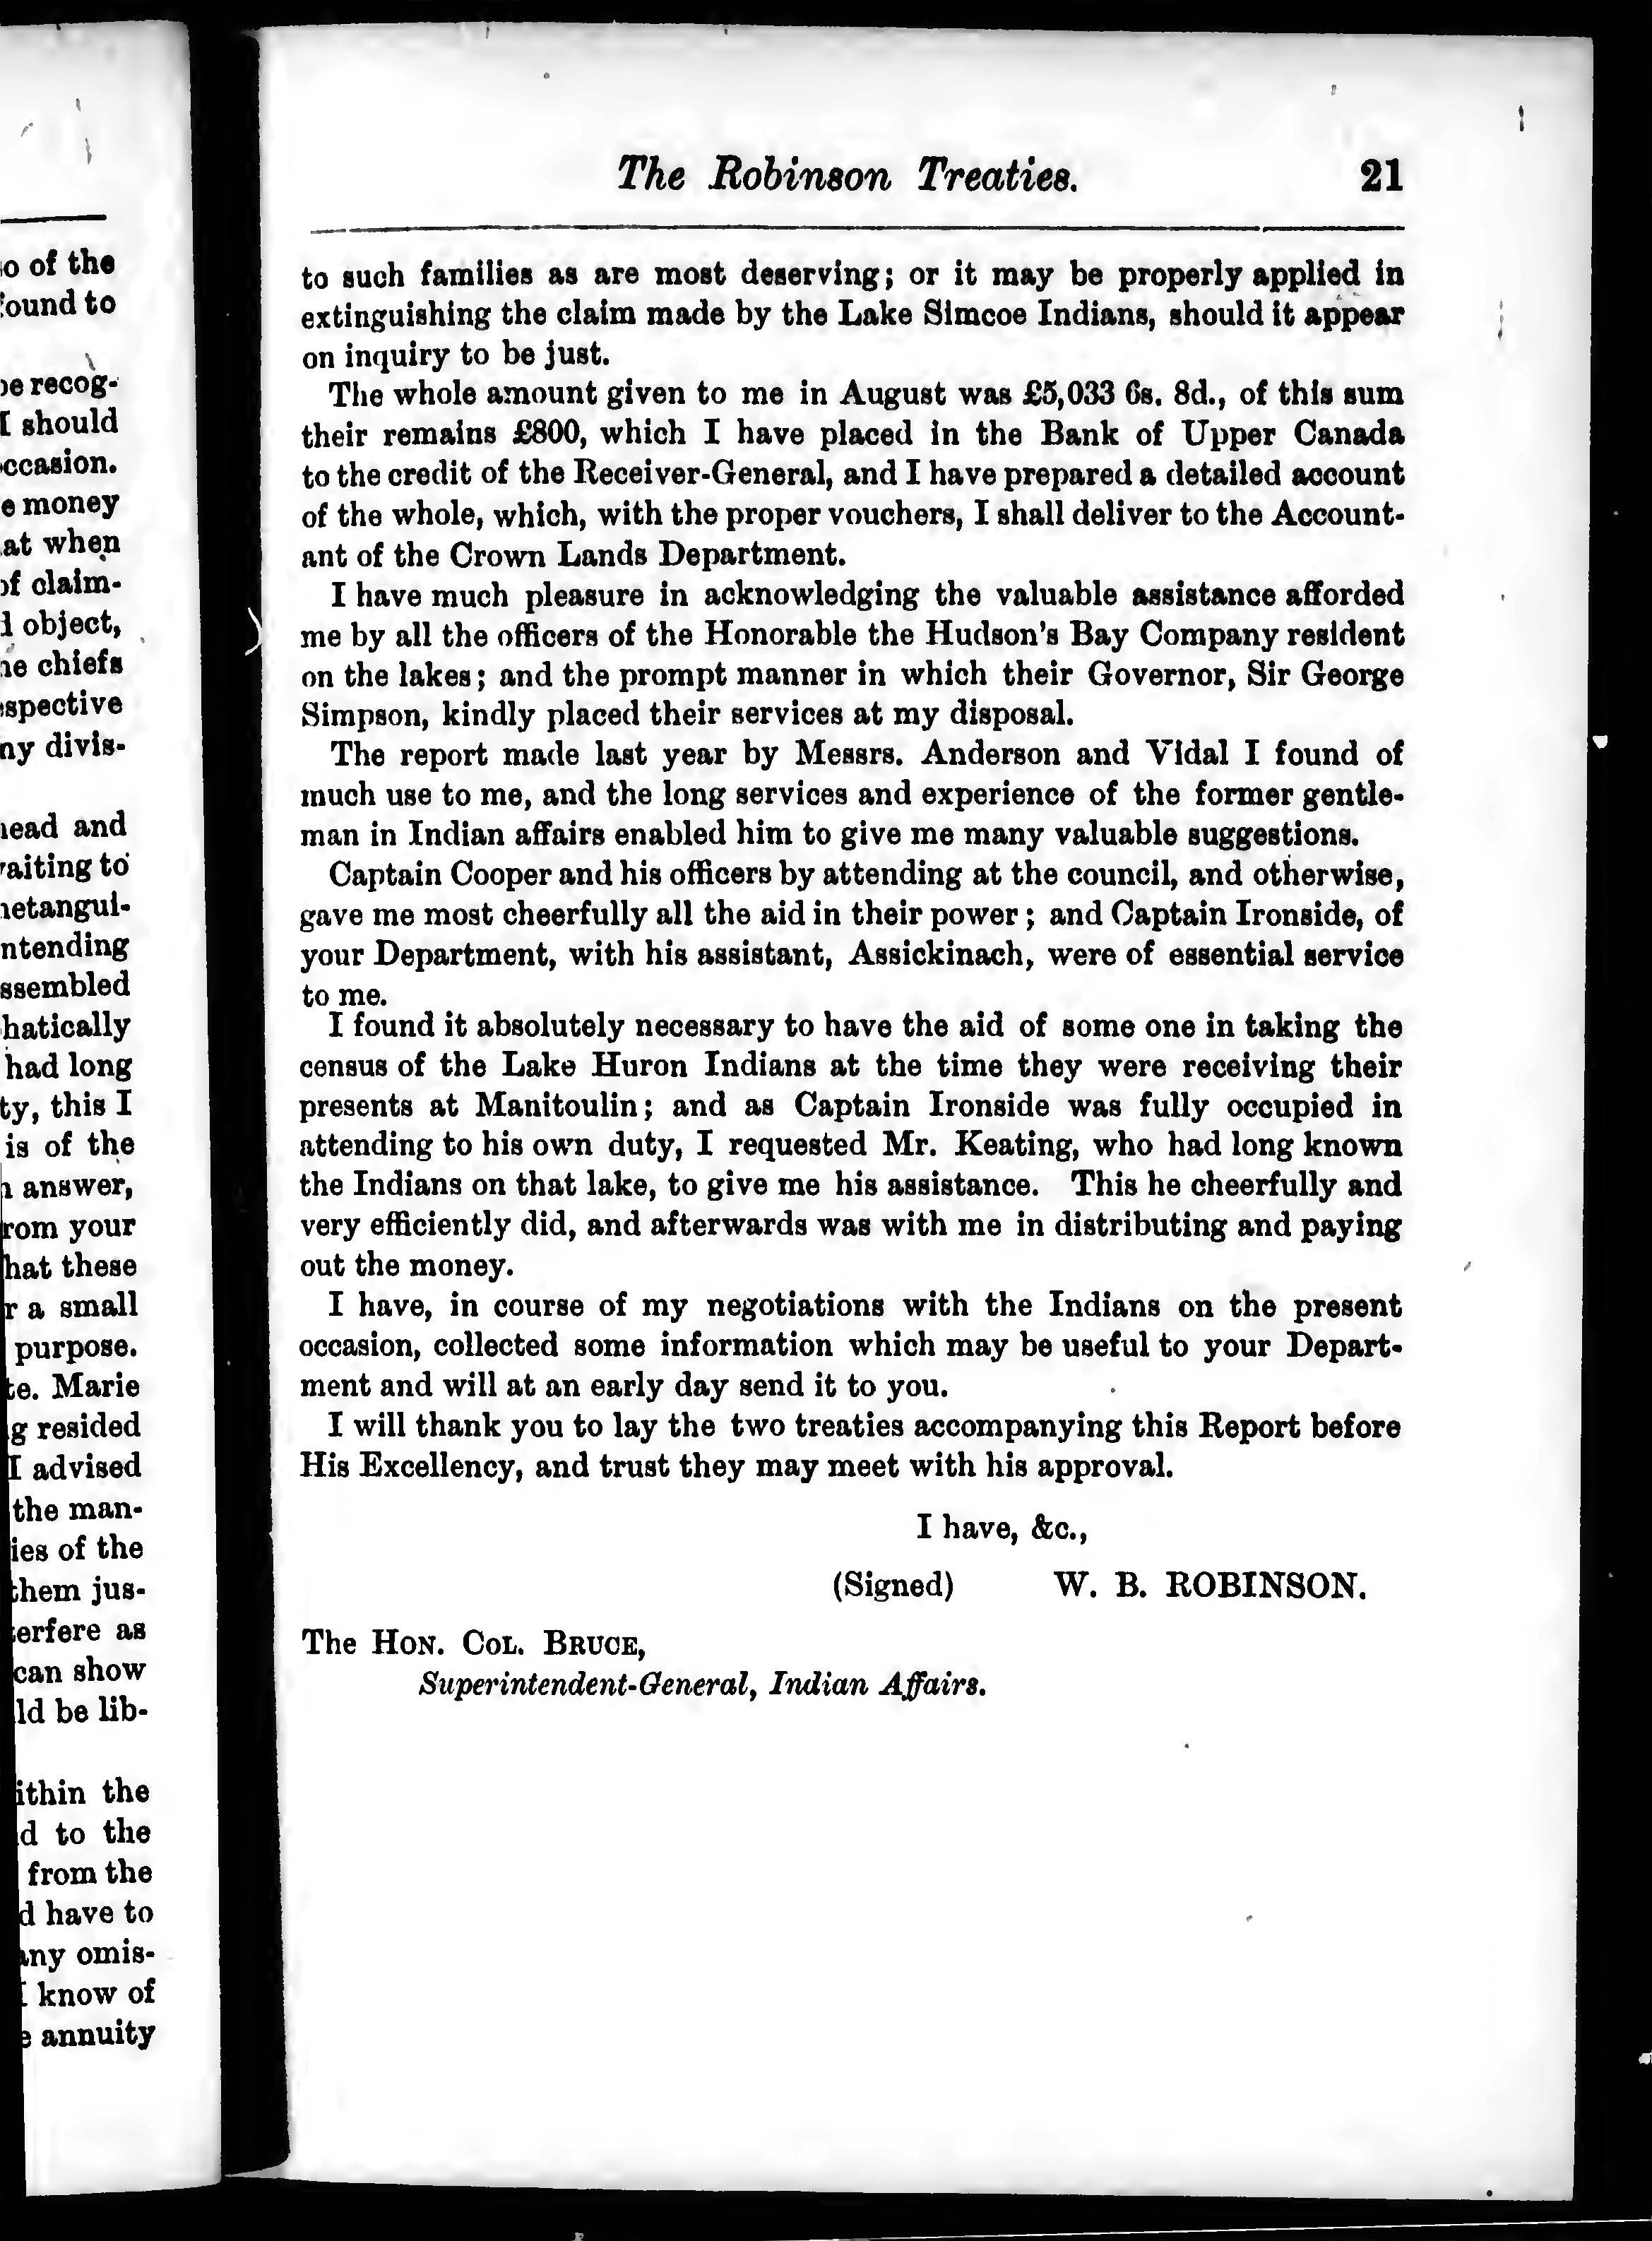 o of the
ound to
e recog-
I should
ccasion.
e money
at when
of claim-
object,
e chiefs
spective
ny divis-
ead and
aiting to
etangui-
ntending
ssembled
hatically
had long
ty, this I
is of the
answer,
rom your
hat these
r a small
purpose.
te. Marie
g resided
I advised
the man-
ies of the
them jus-
terfere as
can show
ld be lib-
ithin the
d to the
from the
d have to
ny omis-
I know of
e annuity
The Robinson Treaties. 21
to such families as are most deserving; or it may be properly applied in
extinguishing the claim made by the Lake Simcoe Indians, should it appear
on inquiry to be just.
The whole amount given to me in August was £5,033 6s. 8d., of this sum
their remains £800, which I have placed in the Bank of Upper Canada
to the credit of the Receiver-General, and I have prepared a detailed account
of the whole, which, with the proper vouchers, I shall deliver to the Account-
ant of the Crown Lands Department.
I have much pleasure in acknowledging the valuable assistance afforded
me by all the officers of the Honorable the Hudson's Bay Company resident
on the lakes; and the prompt manner in which their Governor, Sir George
Simpson, kindly placed their services at my disposal.
The report made last year by Messrs. Anderson and Vidal I found of
much use to me, and the long services and experience of the former gentle-
man in Indian affairs enabled him to give me many valuable suggestions.
Captain Cooper and his officers by attending at the council, and otherwise,
gave me most cheerfully all the aid in their power; and Captain Ironside, of
your Department, with his assistant, Assickinach, were of essential service
to me.
I found it absolutely necessary to have the aid of some one in taking the
census of the Lake Huron Indians at the time they were receiving their
presents at Manitoulin; and as Captain Ironside was fully occupied in
attending to his own duty, I requested Mr. Keating, who had long known
the Indians on that lake, to give me his assistance. This he cheerfully and
very efficiently did, and afterwards was with me in distributing and paying
out the money.
I have, in course of my negotiations with the Indians on the present
occasion, collected some information which may be useful to your Depart-
ment and will at an early day send it to you.
I will thank you to lay the two treaties accompanying this Report before
His Excellency, and trust they may meet with his approval.
I have, &c.,
(Signed) W. B. ROBINSON.
The HON. COL. BRUCE,
Superintendent-General, Indian Affairs.